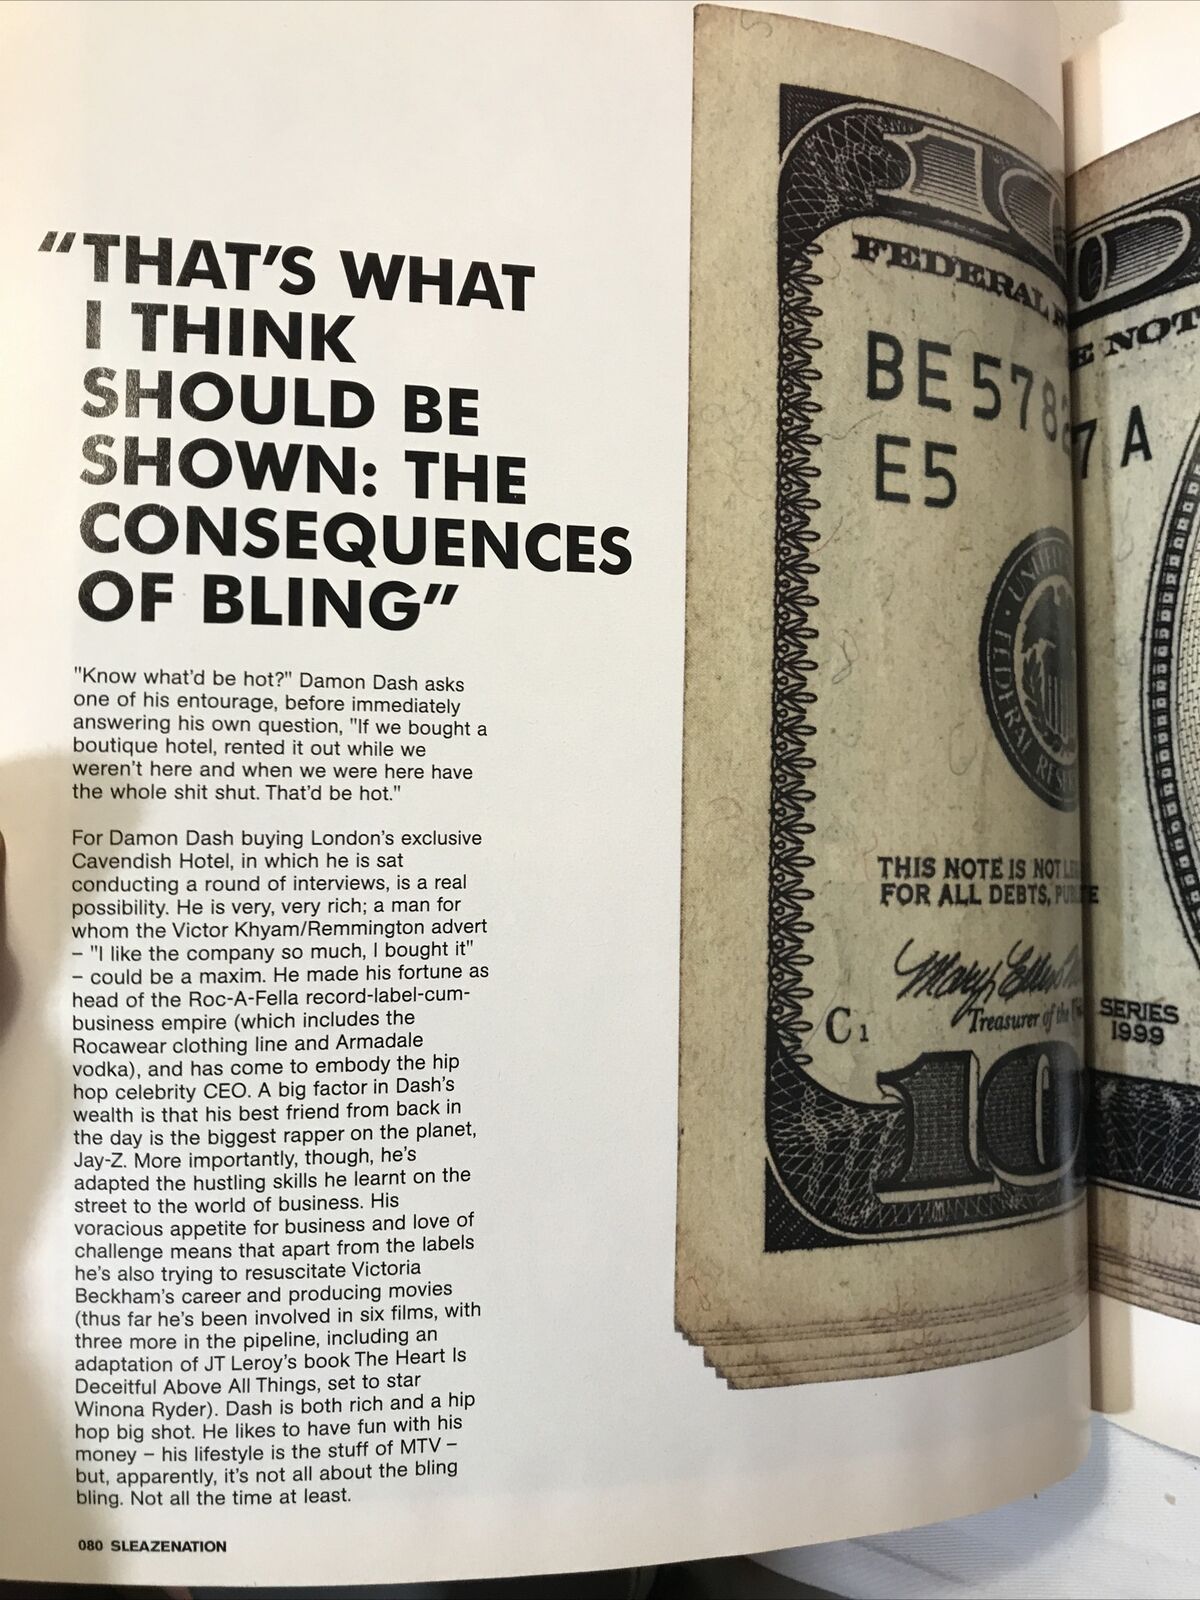 "THAT'S WHAT
I THINK
SHOULD BE
SHOWN: THE
CONSEQUENCES
OF BLING"
"Know what'd be hot?" Damon Dash asks
one of his entourage, before immediately
answering his own question, "If we bought a
boutique hotel, rented it out while we
weren't here and when we were here have
the whole shit shut. That'd be hot."
For Damon Dash buying London's exclusive
Cavendish Hotel, in which he is sat
conducting a round of interviews, is a real
possibility. He is very, very rich; a man for
whom the Victor Khyam/Remmington advert
– "I like the company so much, I bought it"
– could be a maxim. He made his fortune as
head of the Roc-A-Fella record-label-cum-
business empire (which includes the
Rocawear clothing line and Armadale
vodka), and has come to embody the hip
hop celebrity CEO. A big factor in Dash's
wealth is that his best friend from back in
the day is the biggest rapper on the planet,
Jay-Z. More importantly, though, he's
adapted the hustling skills he learnt on the
street to the world of business. His
voracious appetite for business and love of
challenge means that apart from the labels
he's also trying to resuscitate Victoria
Beckham's career and producing movies
(thus far he's been involved in six films, with
three more in the pipeline, including an
adaptation of JT Leroy's book The Heart Is
Deceitful Above All Things, set to star
Winona Ryder). Dash is both rich and a hip
hop big shot. He likes to have fun with his
money – his lifestyle is the stuff of MTV –
but, apparently, it's not all about the bling
bling. Not all the time at least.
080 SLEAZENATION
10
FEDERAL
E NOT
BE 578
7 A
E5
UNITED
FEDERAL RES
THIS NOTE IS NOT
FOR ALL DEBTS,
Treasurer of the
C1
SERIES
1999
10